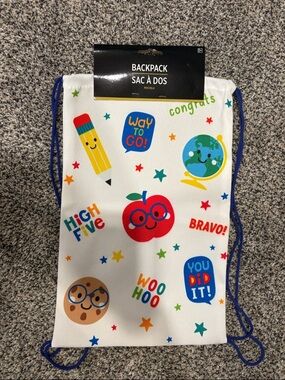 BACKPACK
SAC À DOS
congrats
WAY
TO
GO!
HIGH
FIVE
BRAVO!
WOO
HOO
YOU
DID
IT!